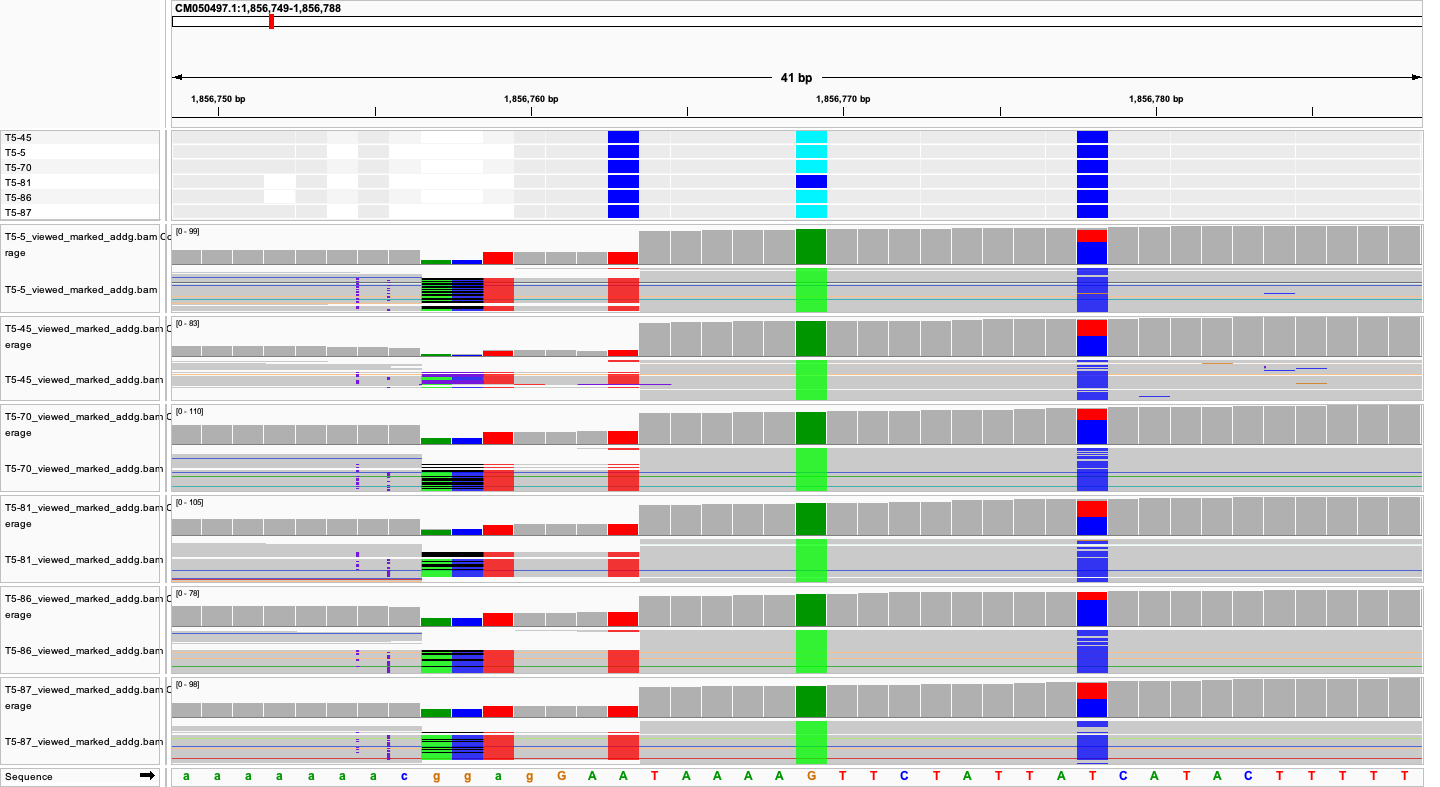 CM050497.1:1,856,749-1,856,788
41 bp
1,856,750 bp 1,856,760 bp 1,856,770 bp 1,856,780 bp
T5-45
T5-5
T5-70
T5-81
T5-86
T5-87
T5-5_viewed_marked_addg.bam Co
rage
[0 - 99]
T5-5_viewed_marked_addg.bam
T5-45_viewed_marked_addg.bam C
erage
[0 - 83]
T5-45_viewed_marked_addg.bam
T5-70_viewed_marked_addg.bam C
erage
[0 - 110]
T5-70_viewed_marked_addg.bam
T5-81_viewed_marked_addg.bam C
erage
[0 - 105]
T5-81_viewed_marked_addg.bam
T5-86_viewed_marked_addg.bam C
erage
[0 - 78]
T5-86_viewed_marked_addg.bam
T5-87_viewed_marked_addg.bam C
erage
[0 - 98]
T5-87_viewed_marked_addg.bam
Sequence a a a a a a a c g g a g G A A T A A A A G T T C T A T T A T C A T A C T T T T T